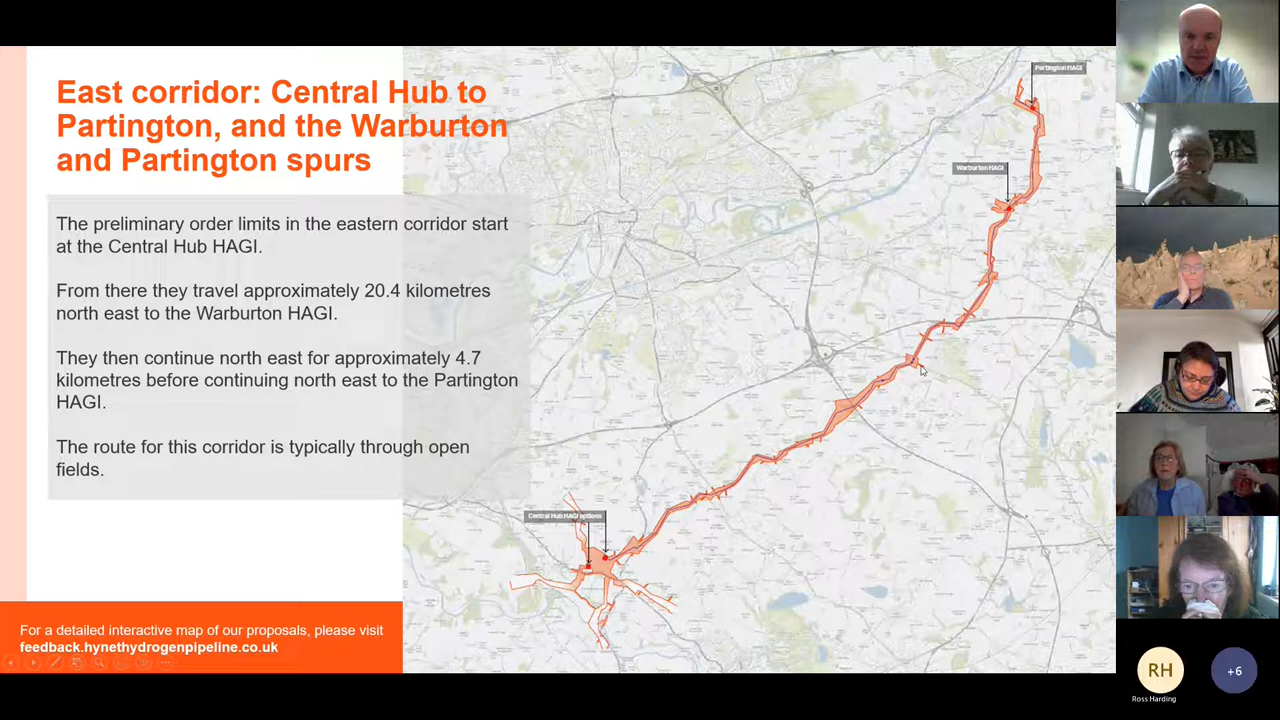 East corridor: Central Hub to
Partington, and the Warburton
and Partington spurs
The preliminary order limits in the eastern corridor start
at the Central Hub HAGI.
From there they travel approximately 20.4 kilometres
north east to the Warburton HAGI.
They then continue north east for approximately 4.7
kilometres before continuing north east to the Partington
HAGI.
The route for this corridor is typically through open
fields.
For a detailed interactive map of our proposals, please visit
feedback.hynethydrogenpipeline.co.uk
Partington HAGI
Warburton HAGI
Central Hub HAGI options
RH
Ross Harding
+6